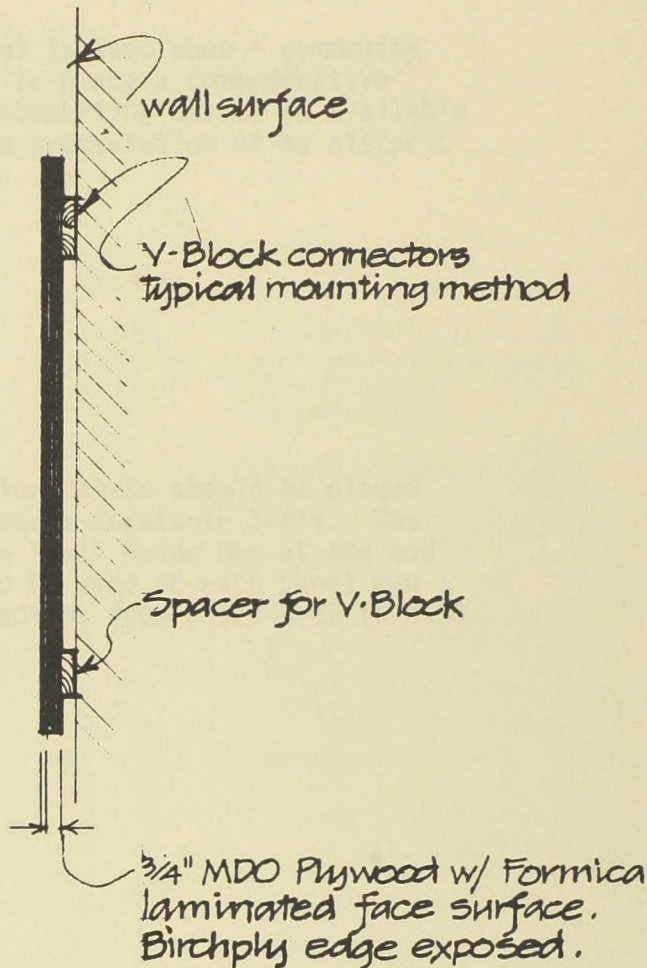 wall surface
V-Block connectors
typical mounting method
Spacer for V-Block
3/4" MDO Plywood w/ Formica
laminated face surface.
Birchply edge exposed.